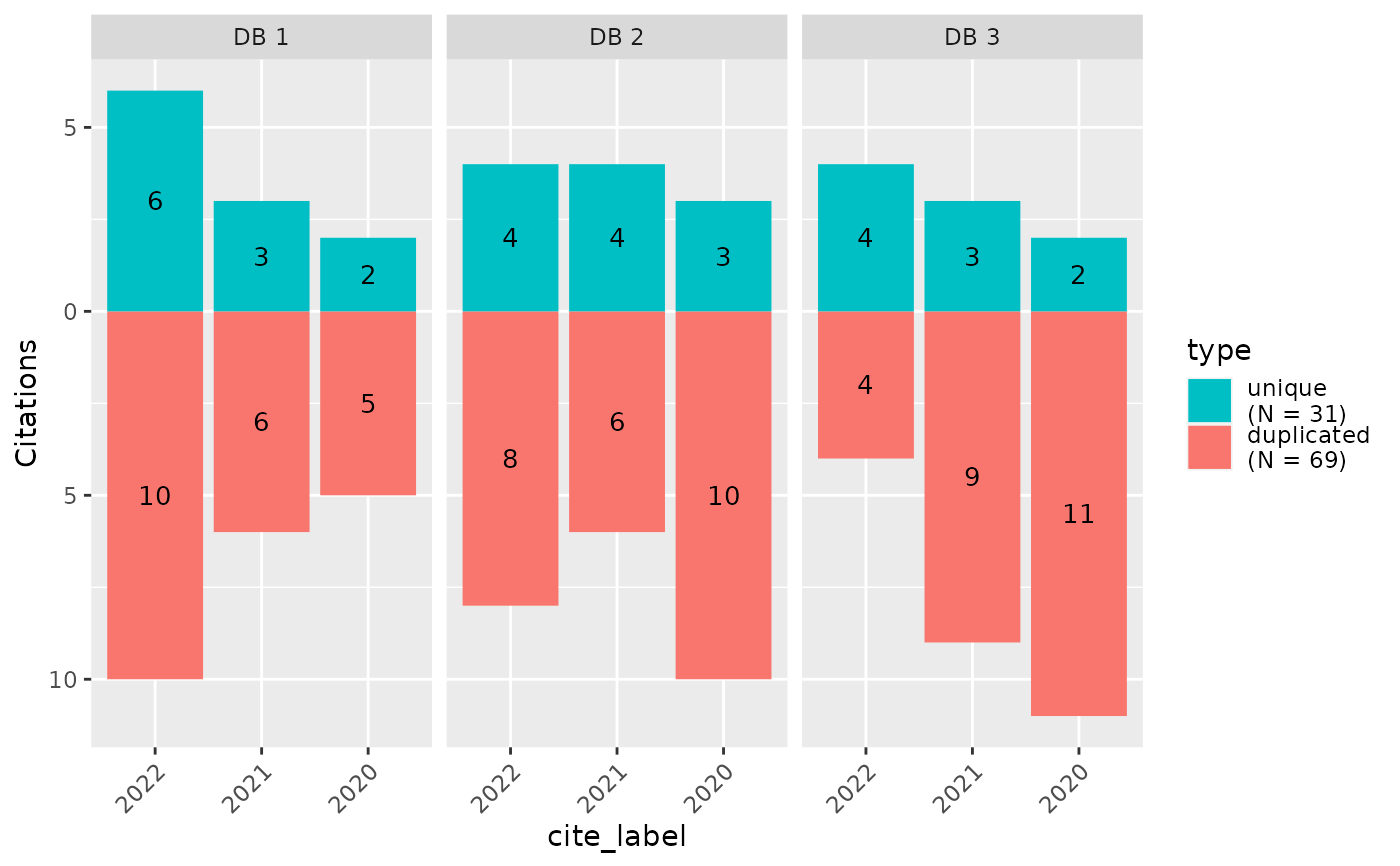 DB 1 DB 2 DB 3
5
0
5
10
6 3 2 4 4 3 4 3 2
10 6 5 8 6 10 4 9 11
2022 2021 2020 2022 2021 2020 2022 2021 2020
cite_label
Citations
type
unique
(N = 31)
duplicated
(N = 69)